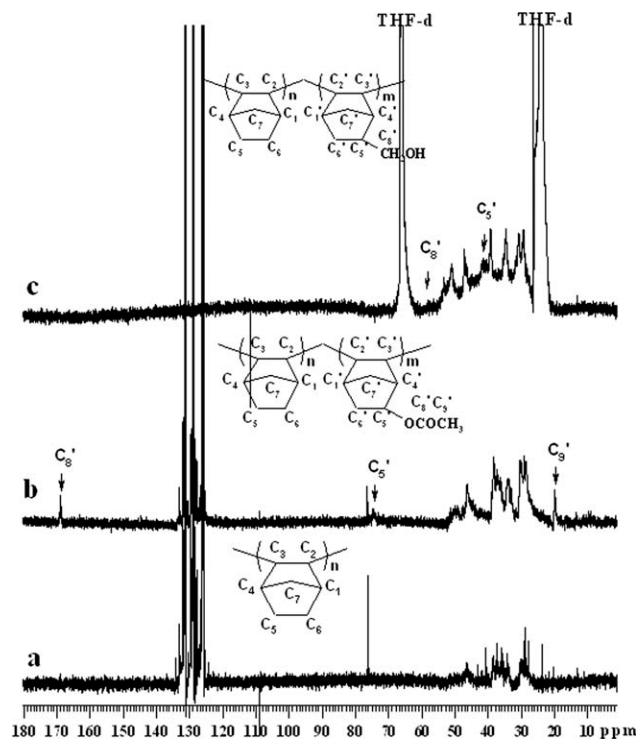 THF-d THF-d
C3 C2 n C2' C3' m
C4 C7 C1 C1' C7' C4'
C5 C6 C6' C5' C8'
CH2OH
C8' C5'
c
C3 C2 n C2' C3' m
C4 C7 C1 C1' C7' C4'
C5 C6 C6' C5' C8' C9'
OCOCH3
C8' C5' C9'
b
C3 C2 n
C4 C7 C1
C5 C6
a
180 170 160 150 140 130 120 110 100 90 80 70 60 50 40 30 20 10 ppm